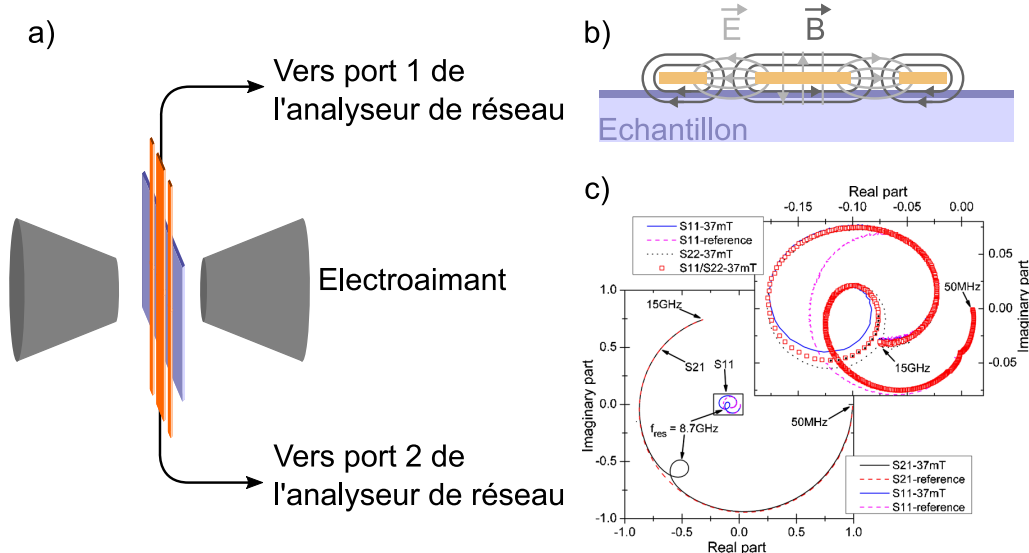 a)
Vers port 1 de
l'analyseur de réseau
Electroaimant
Vers port 2 de
l'analyseur de réseau
b)
E
B
Echantillon
c)
Real part
-0.15
-0.10
-0.05
0.00
S11-37mT
S11-reference
S22-37mT
S11/S22-37mT
0.05
0.00
-0.05
Imaginary part
50MHz
15GHz
1.0
0.5
0.0
-0.5
-1.0
Imaginary part
15GHz
S21
S11
fres = 8.7GHz
50MHz
S21-37mT
S21-reference
S11-37mT
S11-reference
-1.0
-0.5
0.0
0.5
1.0
Real part